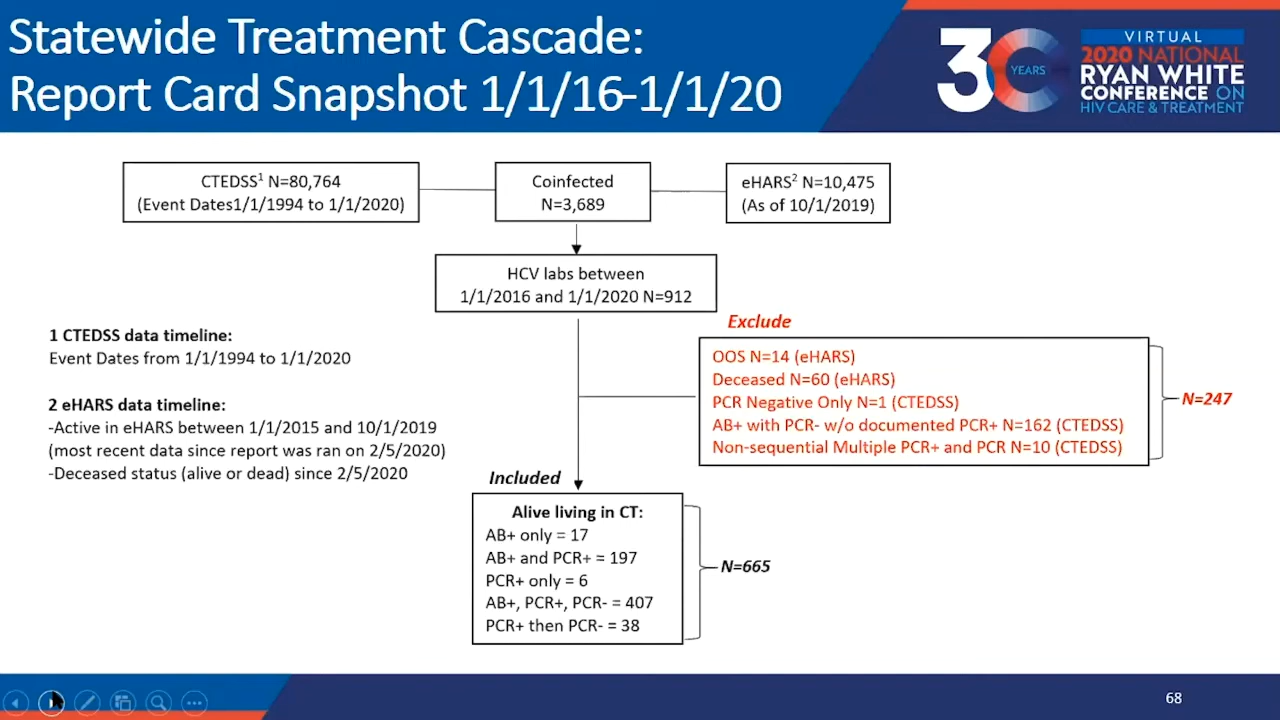 Statewide Treatment Cascade:
Report Card Snapshot 1/1/16-1/1/20
30
YEARS
VIRTUAL
2020 NATIONAL
RYAN WHITE
CONFERENCE ON
HIV CARE & TREATMENT
CTEDSS1 N=80,764
(Event Dates1/1/1994 to 1/1/2020)
Coinfected
N=3,689
eHARS2 N=10,475
(As of 10/1/2019)
HCV labs between
1/1/2016 and 1/1/2020 N=912
1 CTEDSS data timeline:
Event Dates from 1/1/1994 to 1/1/2020
2 eHARS data timeline:
-Active in eHARS between 1/1/2015 and 10/1/2019
(most recent data since report was ran on 2/5/2020)
-Deceased status (alive or dead) since 2/5/2020
Exclude
OOS N=14 (eHARS)
Deceased N=60 (eHARS)
PCR Negative Only N=1 (CTEDSS)
AB+ with PCR- w/o documented PCR+ N=162 (CTEDSS)
Non-sequential Multiple PCR+ and PCR N=10 (CTEDSS)
N=247
Included
Alive living in CT:
AB+ only = 17
AB+ and PCR+ = 197
PCR+ only = 6
AB+, PCR+, PCR- = 407
PCR+ then PCR- = 38
N=665
68